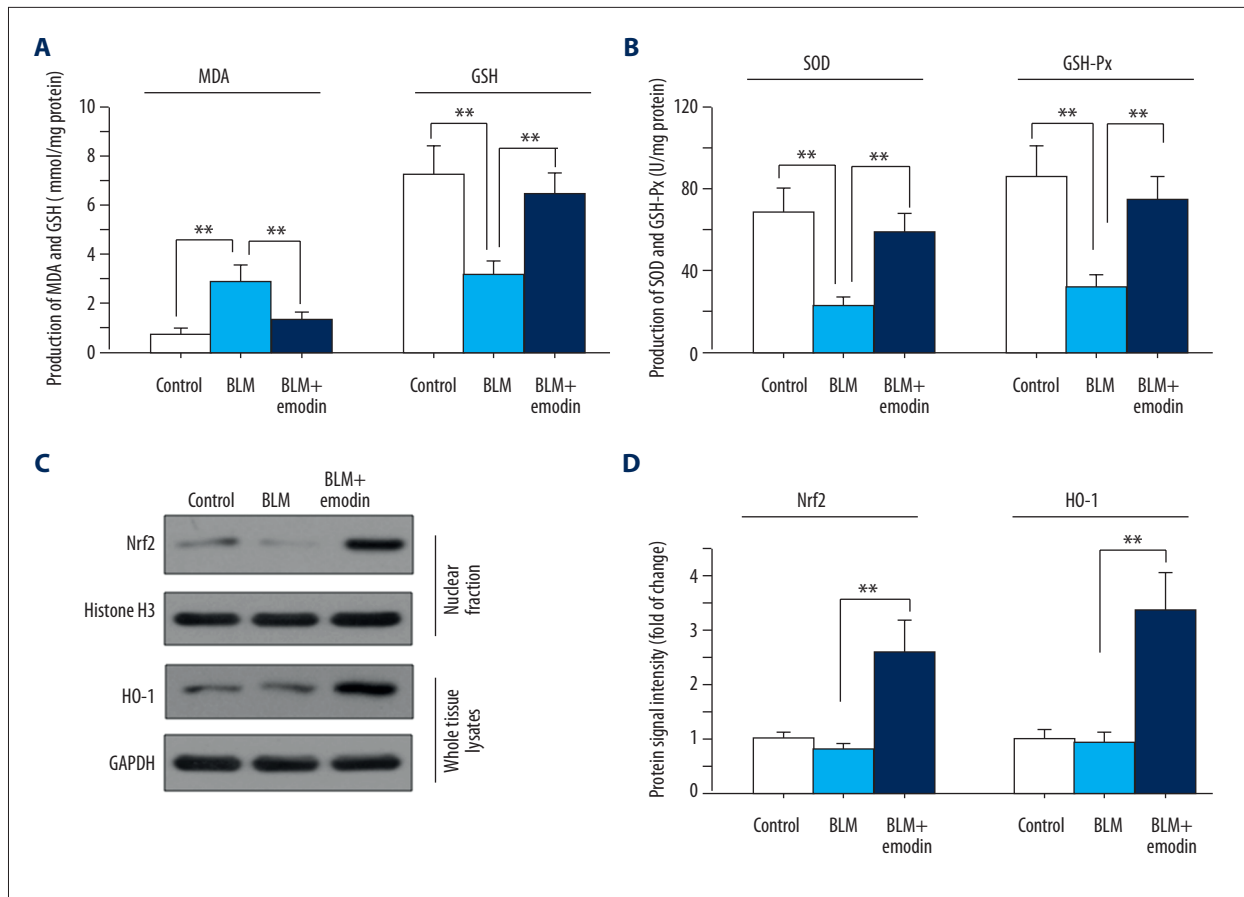 A
MDA
GSH
Production of MDA and GSH ( mmol/mg protein)
10
8
6
4
2
0
**
**
**
**
Control
BLM
BLM+
emodin
Control
BLM
BLM+
emodin
B
SOD
GSH-Px
Production of SOD and GSH-Px (U/mg protein)
120
80
40
0
**
**
**
**
Control
BLM
BLM+
emodin
Control
BLM
BLM+
emodin
C
Control
BLM
BLM+
emodin
Nrf2
Histone H3
Nuclear
fraction
HO-1
GAPDH
Whole tissue
lysates
D
Nrf2
HO-1
Protein signal intensity (fold of change)
4
3
2
1
0
**
**
Control
BLM
BLM+
emodin
Control
BLM
BLM+
emodin